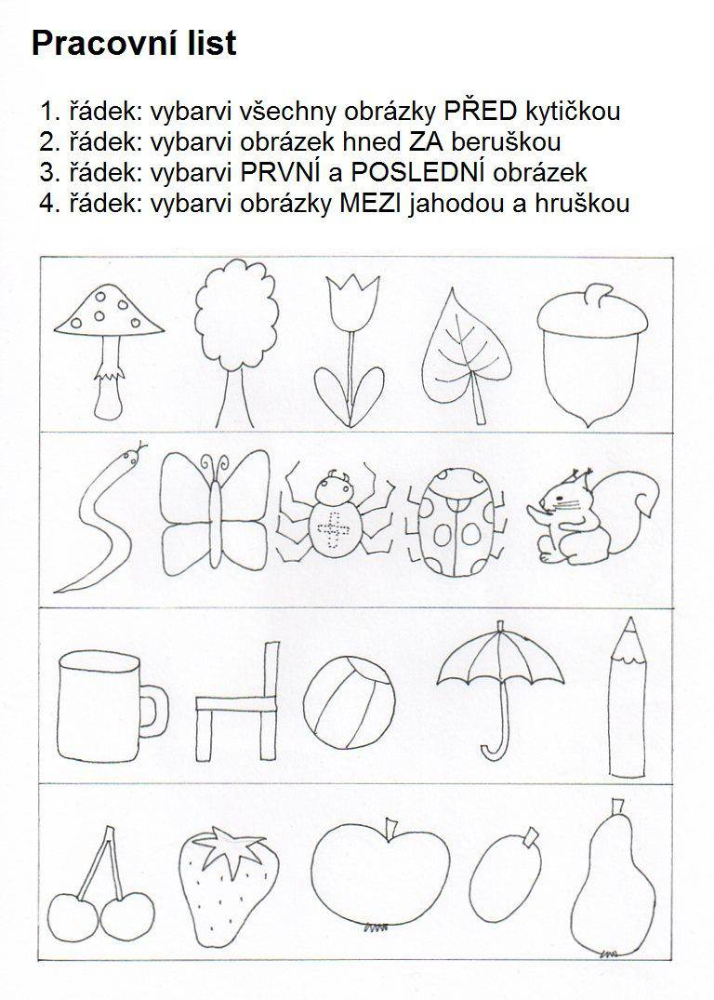 Pracovní list
1. řádek: vybarvi všechny obrázky PŘED kytičkou
2. řádek: vybarvi obrázek hned ZA beruškou
3. řádek: vybarvi PRVNÍ a POSLEDNÍ obrázek
4. řádek: vybarvi obrázky MEZI jahodou a hruškou